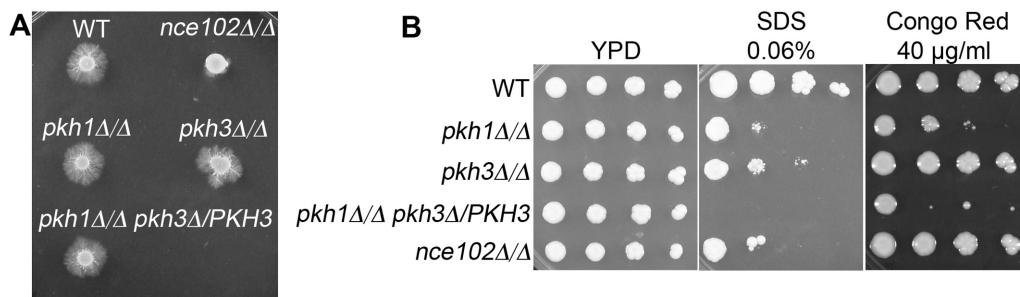 A
WT nce102Δ/Δ
pkh1Δ/Δ pkh3Δ/Δ
pkh1Δ/Δ pkh3Δ/PKH3
B
SDS Congo Red
YPD 0.06% 40 µg/ml
WT
pkh1Δ/Δ
pkh3Δ/Δ
pkh1Δ/Δ pkh3Δ/PKH3
nce102Δ/Δ